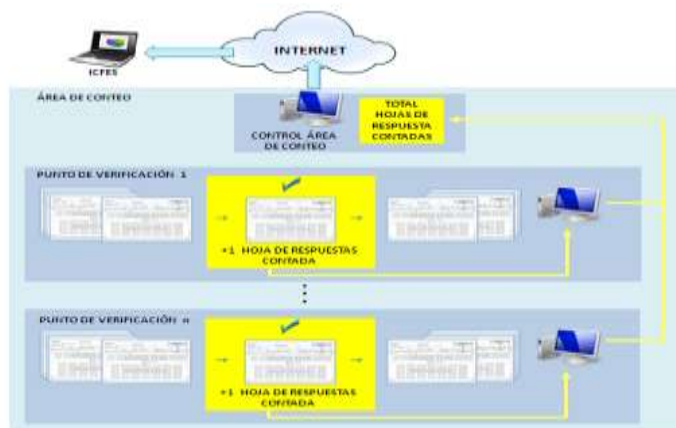 INTERNET
ICFES
ÁREA DE CONTEO
CONTROL ÁREA
DE CONTEO
TOTAL
HOJAS DE
RESPUESTA
CONTADAS
PUNTO DE VERIFICACIÓN 1
+1 HOJA DE RESPUESTAS
CONTADA
PUNTO DE VERIFICACIÓN n
+1 HOJA DE RESPUESTAS
CONTADA